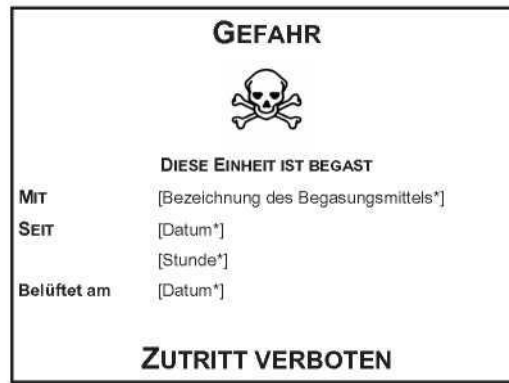 GEFAHR
DIESE EINHEIT IST BEGAST
MIT [Bezeichnung des Begasungsmittels*]
SEIT [Datum*]
[Stunde*]
Belüftet am [Datum*]
ZUTRITT VERBOTEN